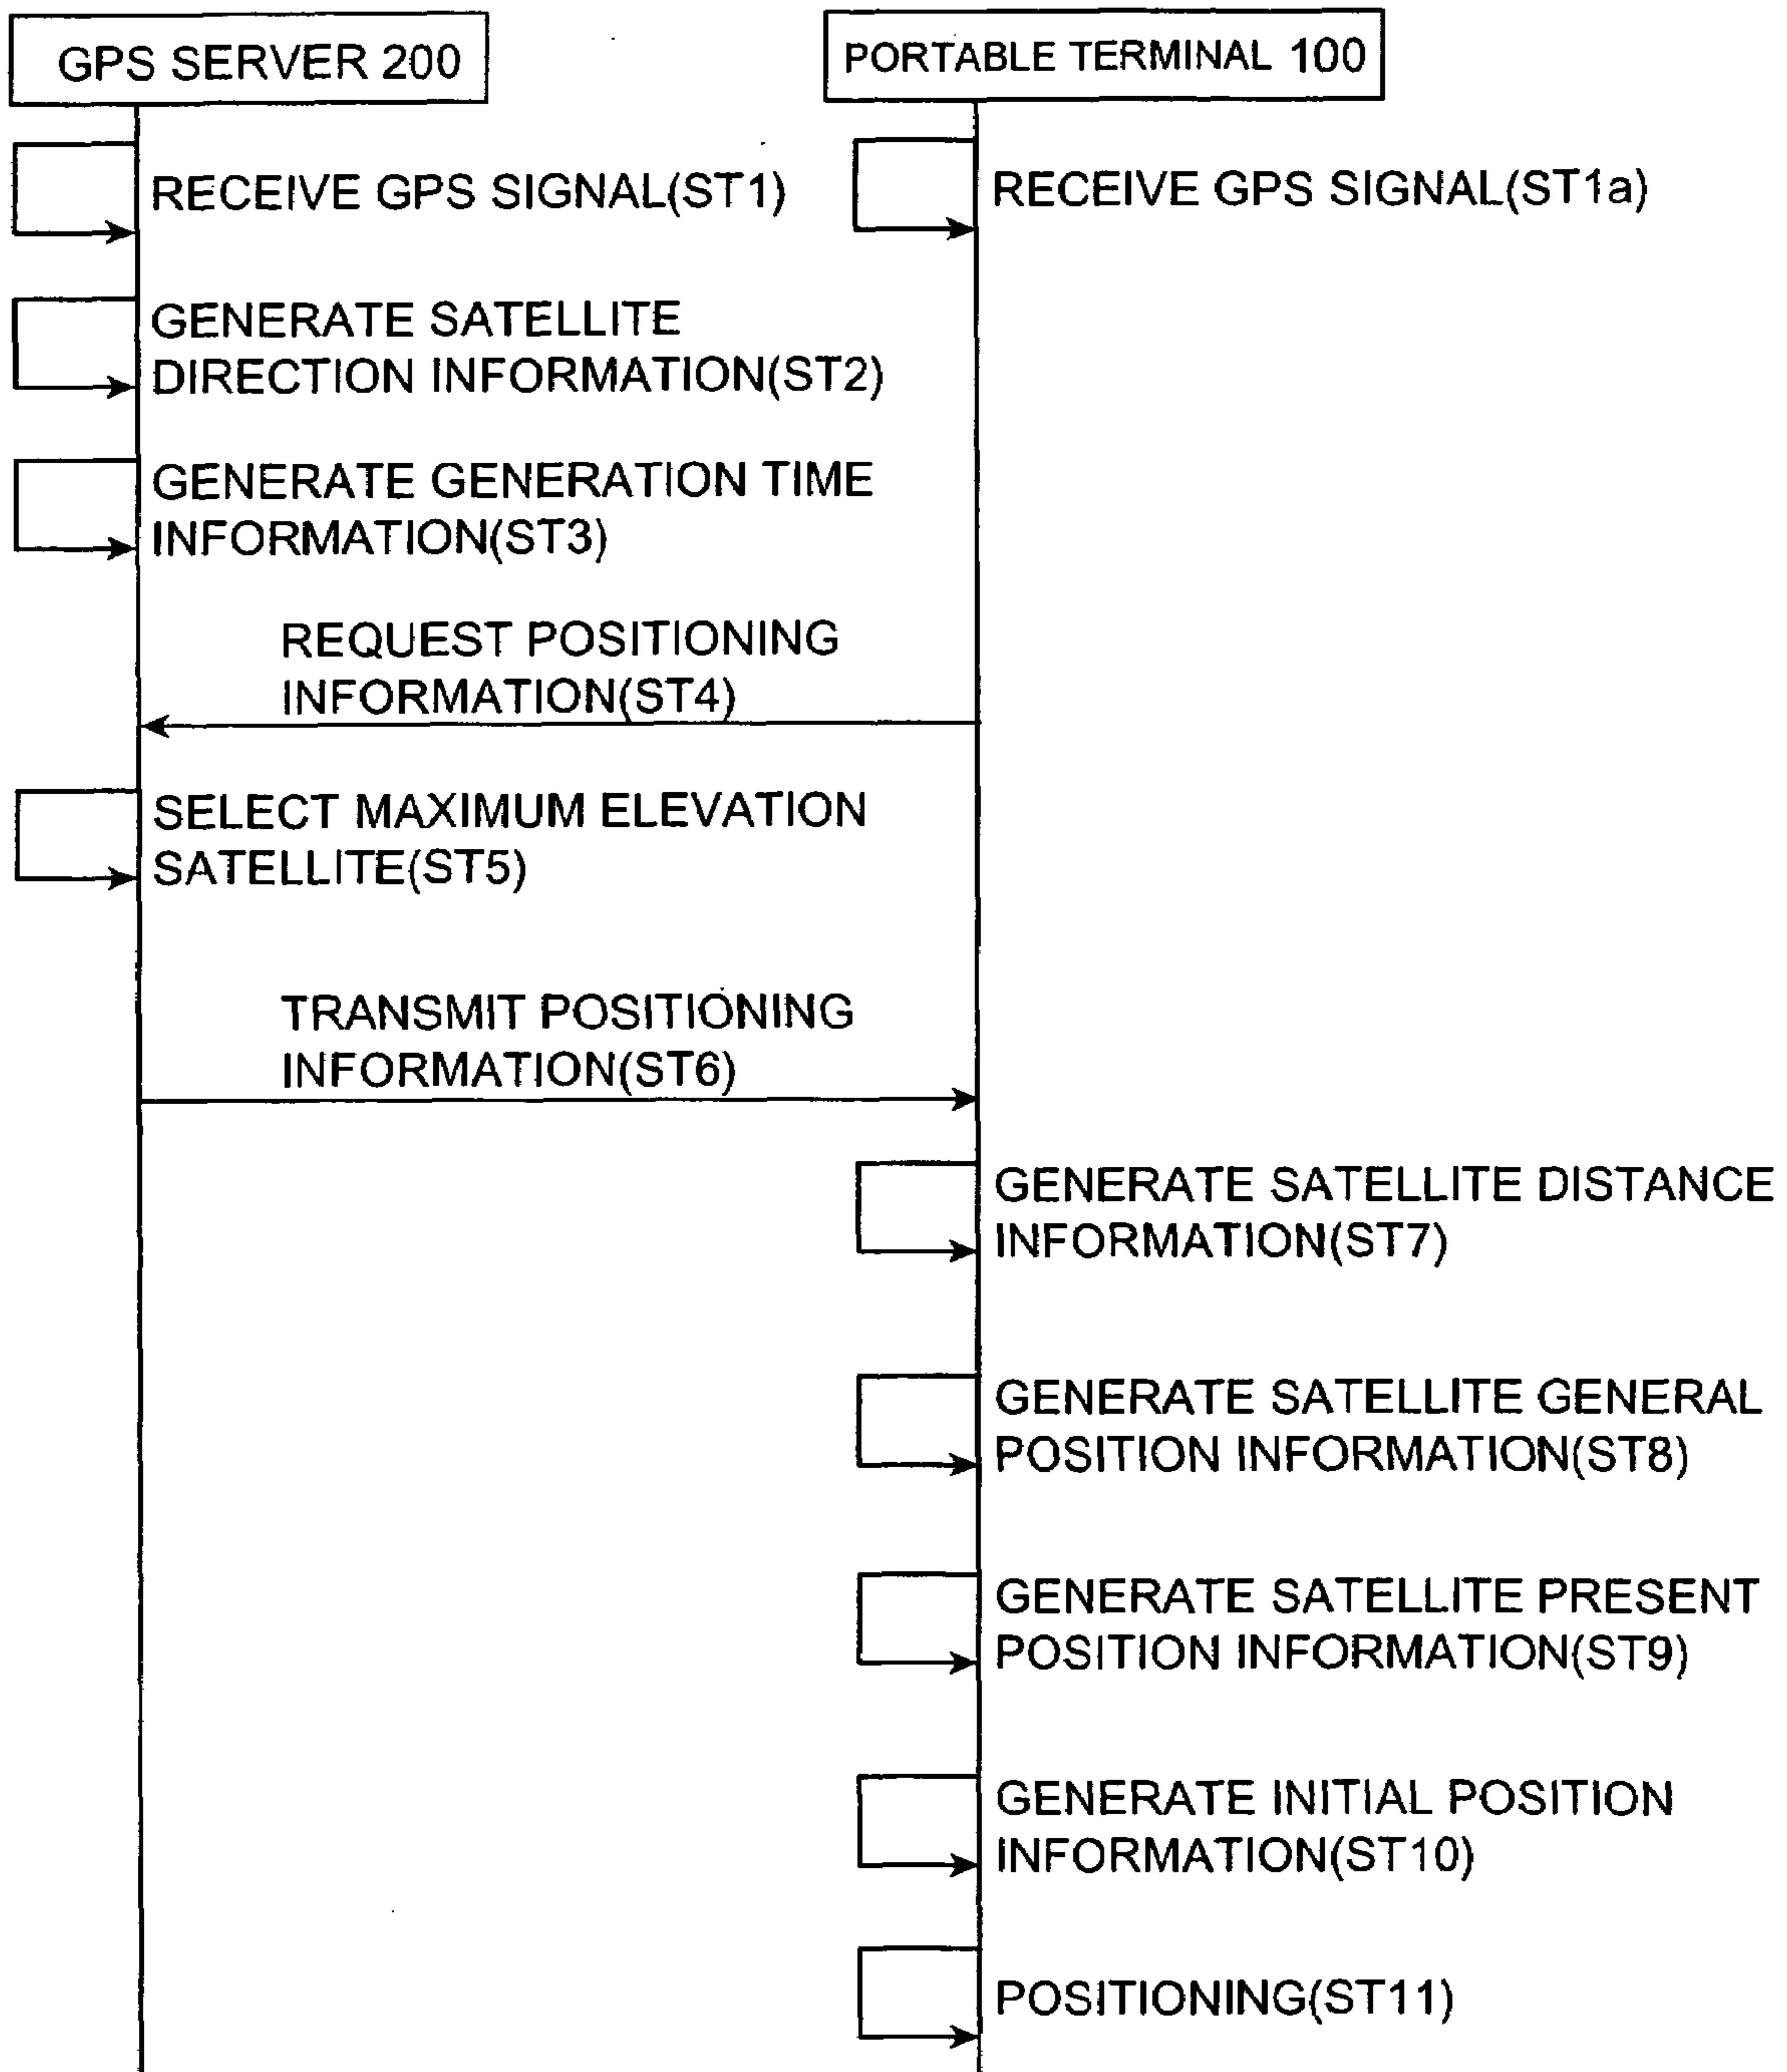 GPS SERVER 200
PORTABLE TERMINAL 100
RECEIVE GPS SIGNAL(ST1)
RECEIVE GPS SIGNAL(ST1a)
GENERATE SATELLITE
DIRECTION INFORMATION(ST2)
GENERATE GENERATION TIME
INFORMATION(ST3)
REQUEST POSITIONING
INFORMATION(ST4)
SELECT MAXIMUM ELEVATION
SATELLITE(ST5)
TRANSMIT POSITIONING
INFORMATION(ST6)
GENERATE SATELLITE DISTANCE
INFORMATION(ST7)
GENERATE SATELLITE GENERAL
POSITION INFORMATION(ST8)
GENERATE SATELLITE PRESENT
POSITION INFORMATION(ST9)
GENERATE INITIAL POSITION
INFORMATION(ST10)
POSITIONING(ST11)